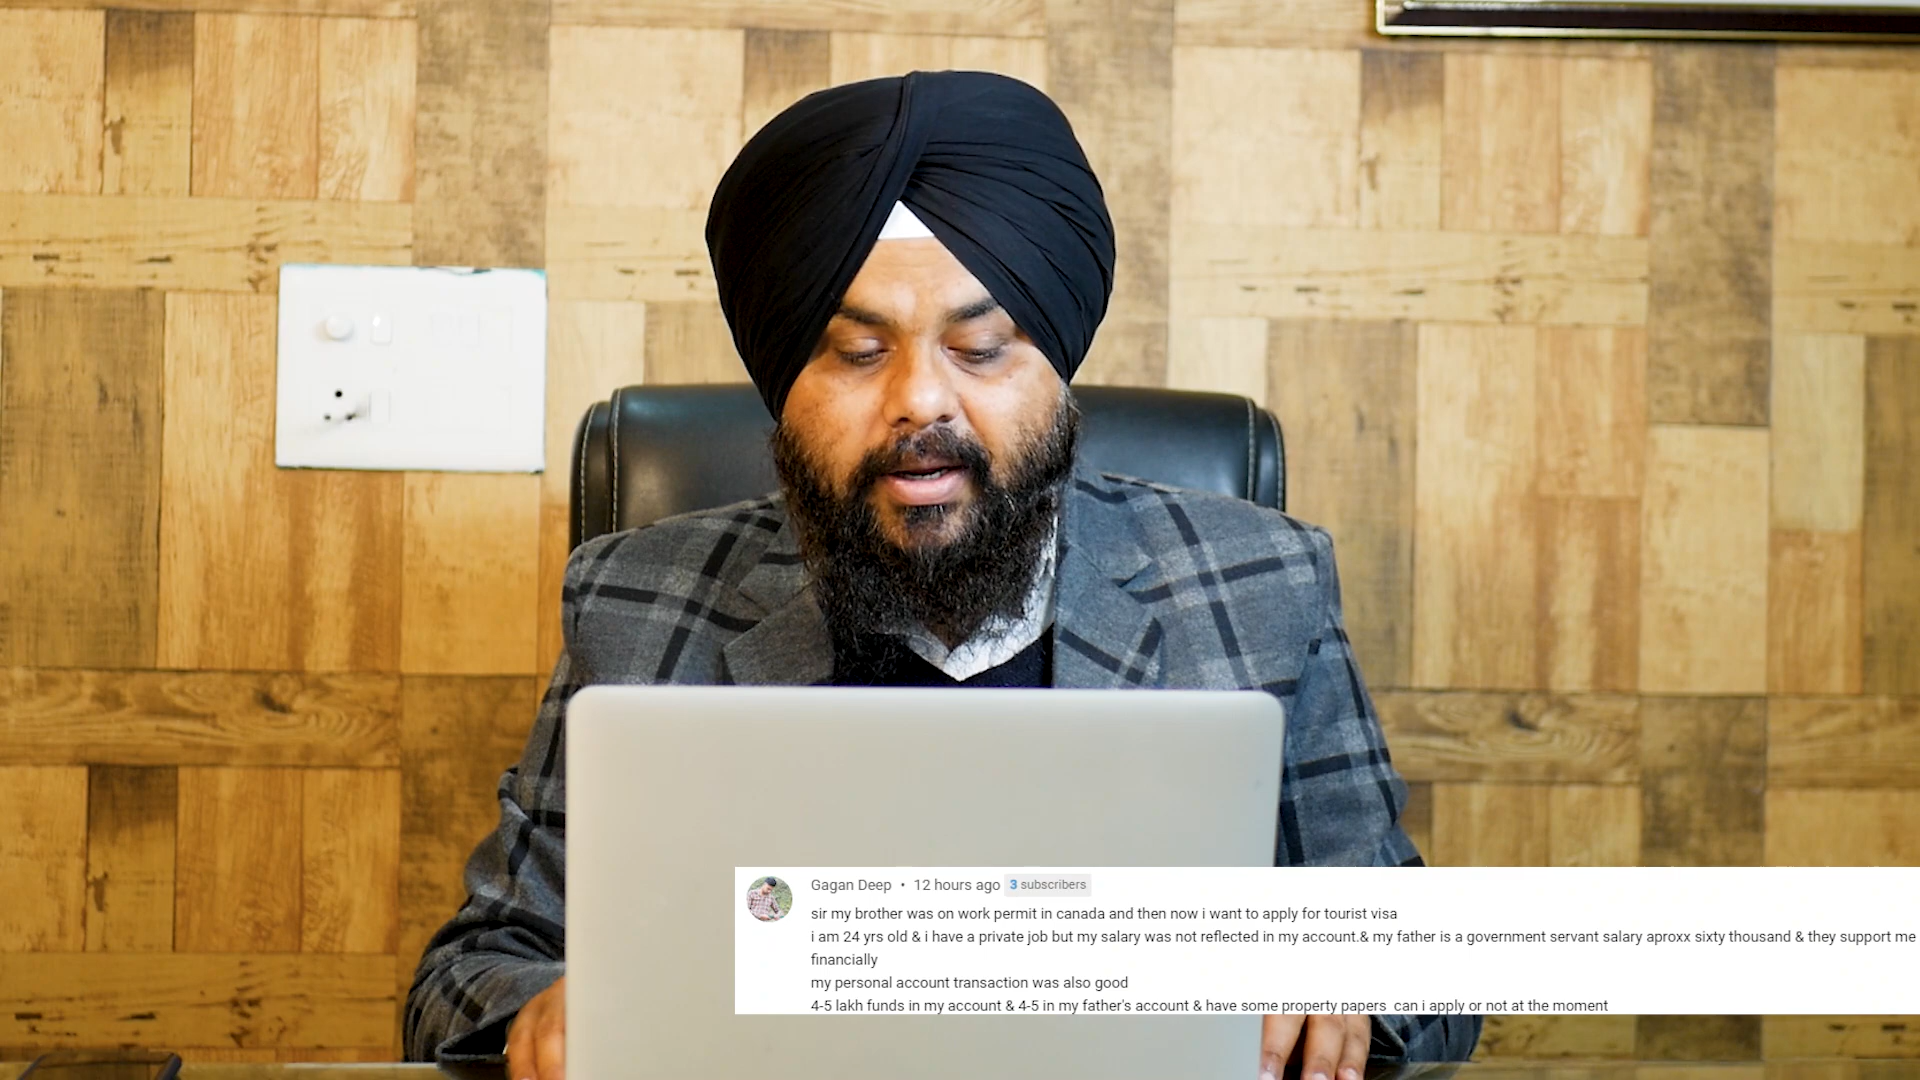 Gagan Deep • 12 hours ago 3 subscribers
sir my brother was on work permit in canada and then now i want to apply for tourist visa
i am 24 yrs old & i have a private job but my salary was not reflected in my account.& my father is a government servant salary aproxx sixty thousand & they support me
financially
my personal account transaction was also good
4-5 lakh funds in my account & 4-5 in my father's account & have some property papers can i apply or not at the moment